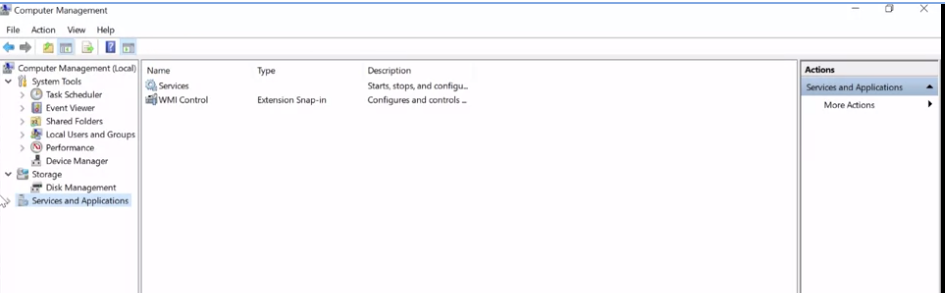 Computer Management
File Action View Help
Computer Management (Local)
System Tools
Task Scheduler
Event Viewer
Shared Folders
Local Users and Groups
Performance
Device Manager
Storage
Disk Management
Services and Applications
Name Type Description
Services Starts, stops, and configu...
WMI Control Extension Snap-in Configures and controls ...
Actions
Services and Applications
More Actions